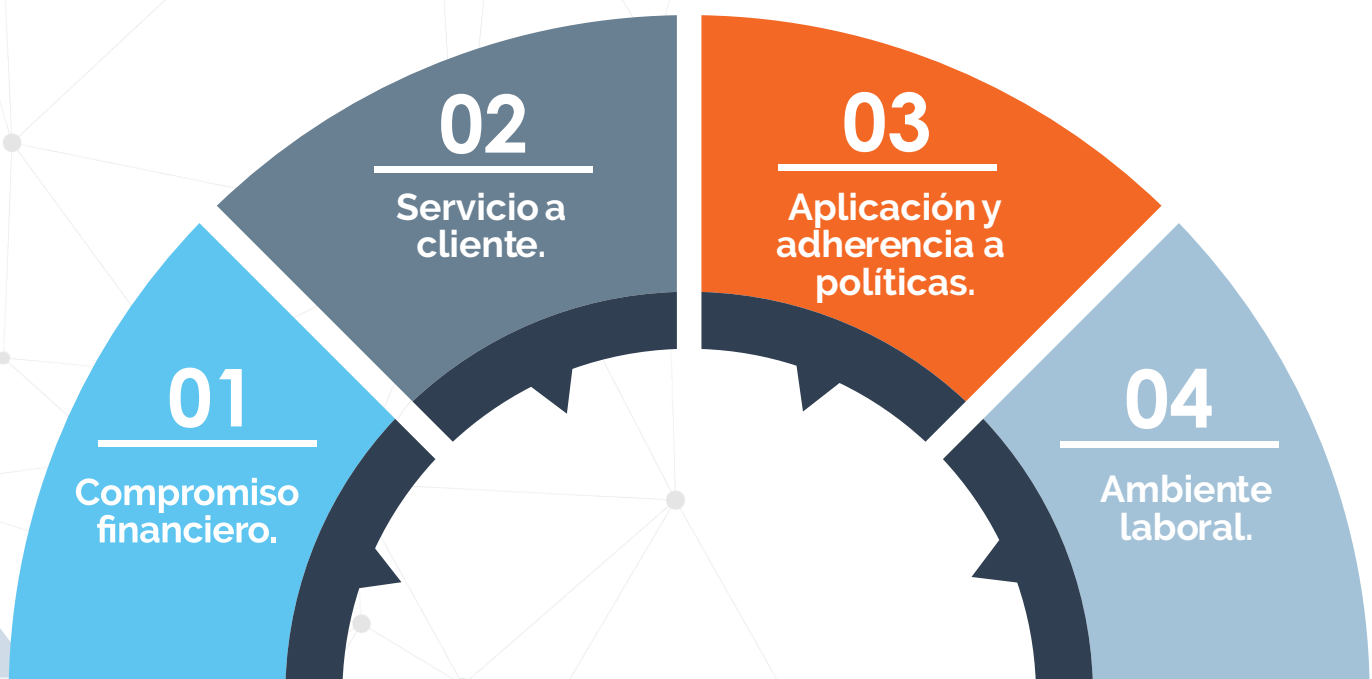 01
Compromiso
financiero.
02
Servicio a
cliente.
03
Aplicación y
adherencia a
políticas.
04
Ambiente
laboral.